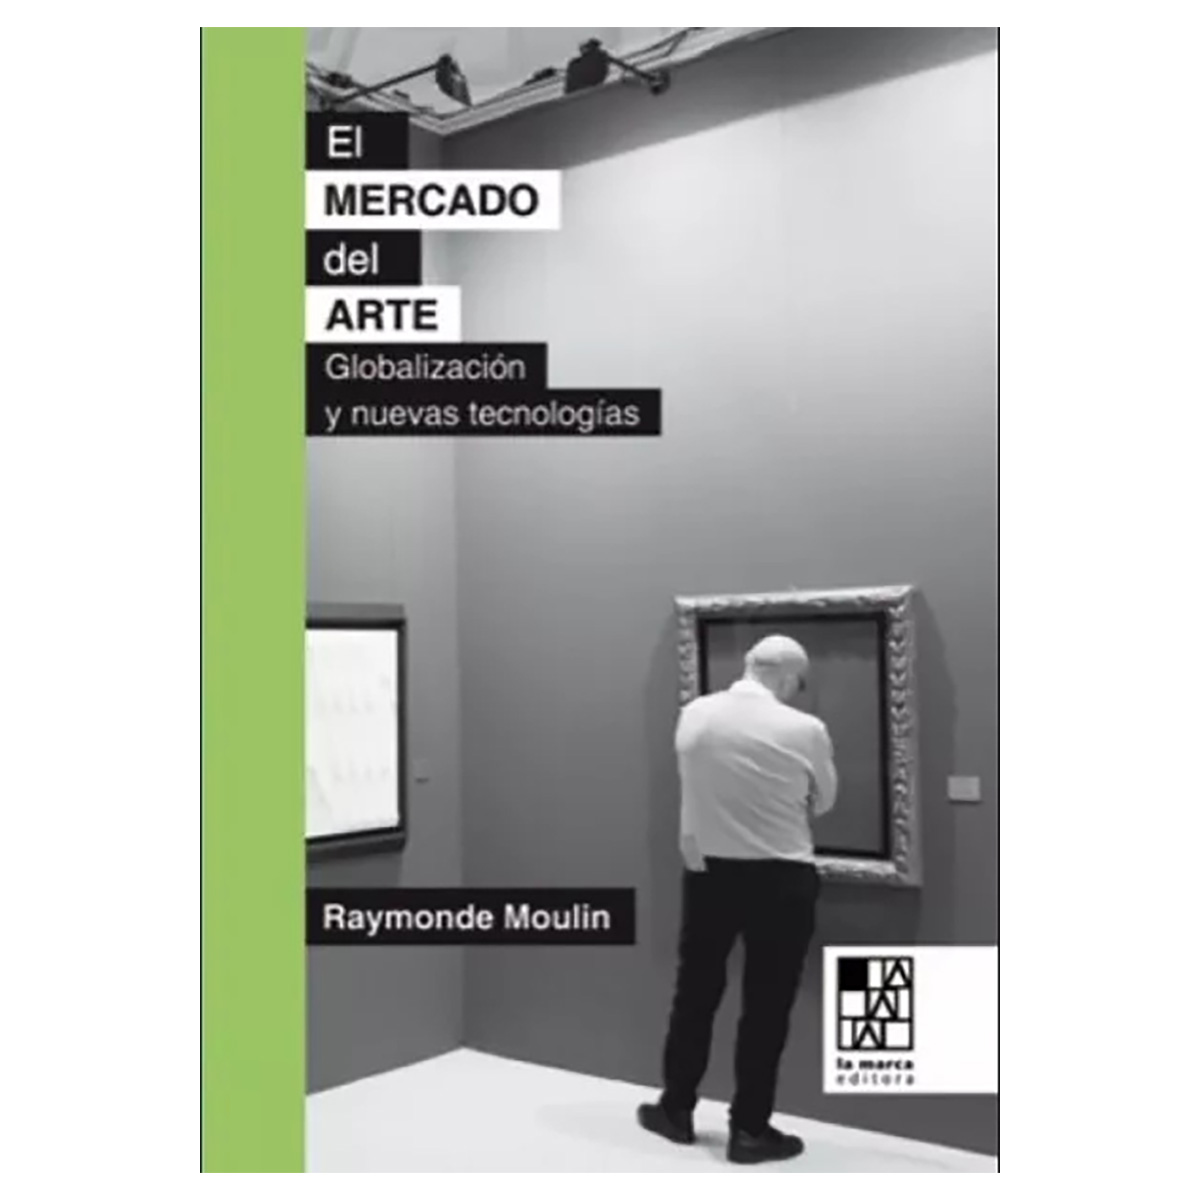 El
MERCADO
del
ARTE
Globalización
y nuevas tecnologías
Raymonde Moulin
la marca
editora